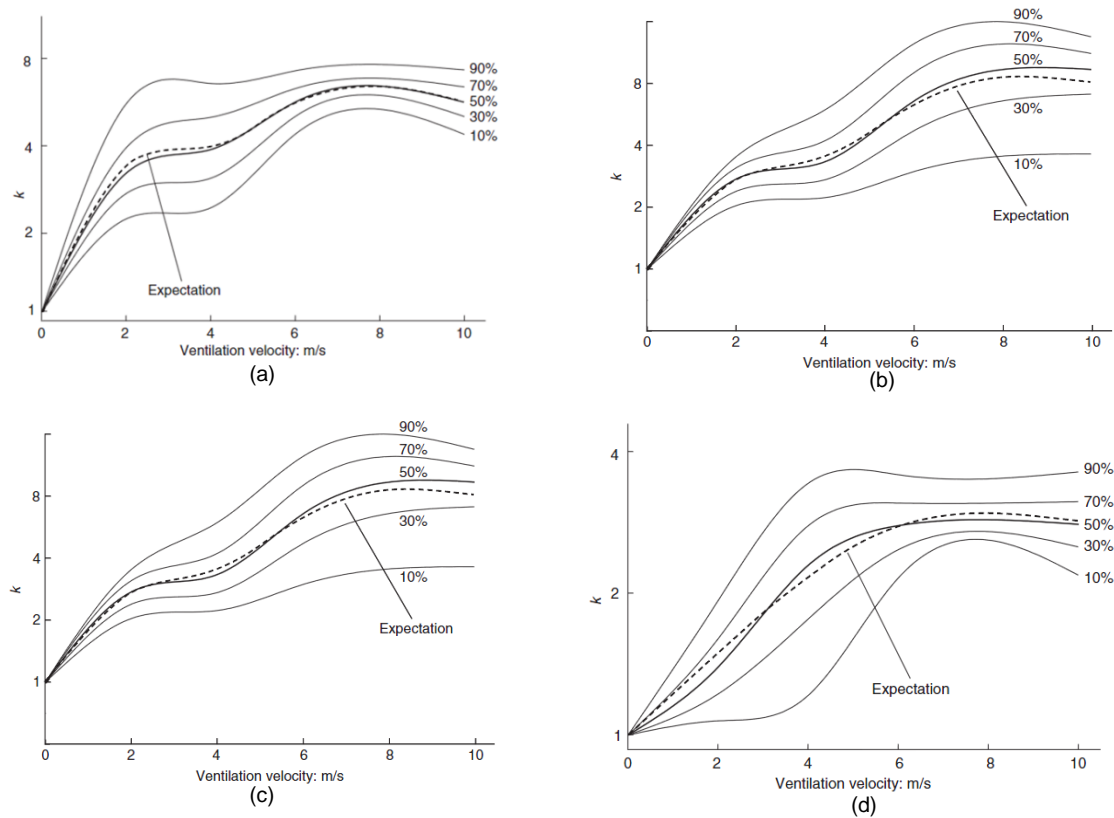 8
4
k
2
1
90%
70%
50%
30%
10%
Expectation
0 2 4 6 8 10
Ventilation velocity: m/s
(a)
8
4
k
2
1
90%
70%
50%
30%
10%
Expectation
0 2 4 6 8 10
Ventilation velocity: m/s
(b)
8
4
k
2
1
90%
70%
50%
30%
10%
Expectation
0 2 4 6 8 10
Ventilation velocity: m/s
(c)
4
2
k
1
90%
70%
50%
30%
10%
Expectation
0 2 4 6 8 10
Ventilation velocity: m/s
(d)